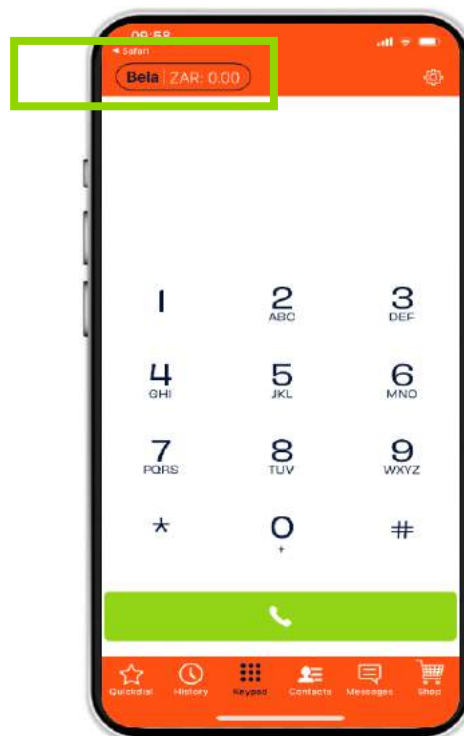 09:58
◀ Safari
Bela | ZAR: 0.00
1 2 3
ABC DEF
4 5 6
GHI JKL MNO
7 8 9
PQRS TUV WXYZ
* 0 #
+
Quickdial History Keypad Contacts Messages Shop